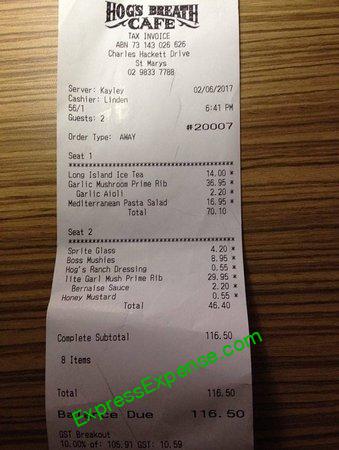 HOG'S BREATH
CAFE
TAX INVOICE
ABN 73 143 026 626
Charles Hackett Drive
St Marys
02 9833 7788
Server: Kayley 02/06/2017
Cashier: Linden
56/1 6:41 PM
Guests: 2
#20007
Order Type: AWAY
Seat 1
Long Island Ice Tea 14.00 *
Garlic Mushroom Prime Rib 36.95 *
Garlic Aioli 2.20 *
Mediterranean Pasta Salad 16.95 *
Total 70.10
Seat 2
Sprite Glass 4.20 *
Boss Mushies 8.95 *
Hog's Ranch Dressing 0.55 *
lite Garl Mush Prime Rib 29.95 *
Bernaise Sauce 2.20 *
Honey Mustard 0.55 *
Total 46.40
Complete Subtotal 116.50
8 Items
Total 116.50
Balance Due 116.50
GST Breakout
10.00% of: 105.91 GST: 10.59
ExpressExpense.com